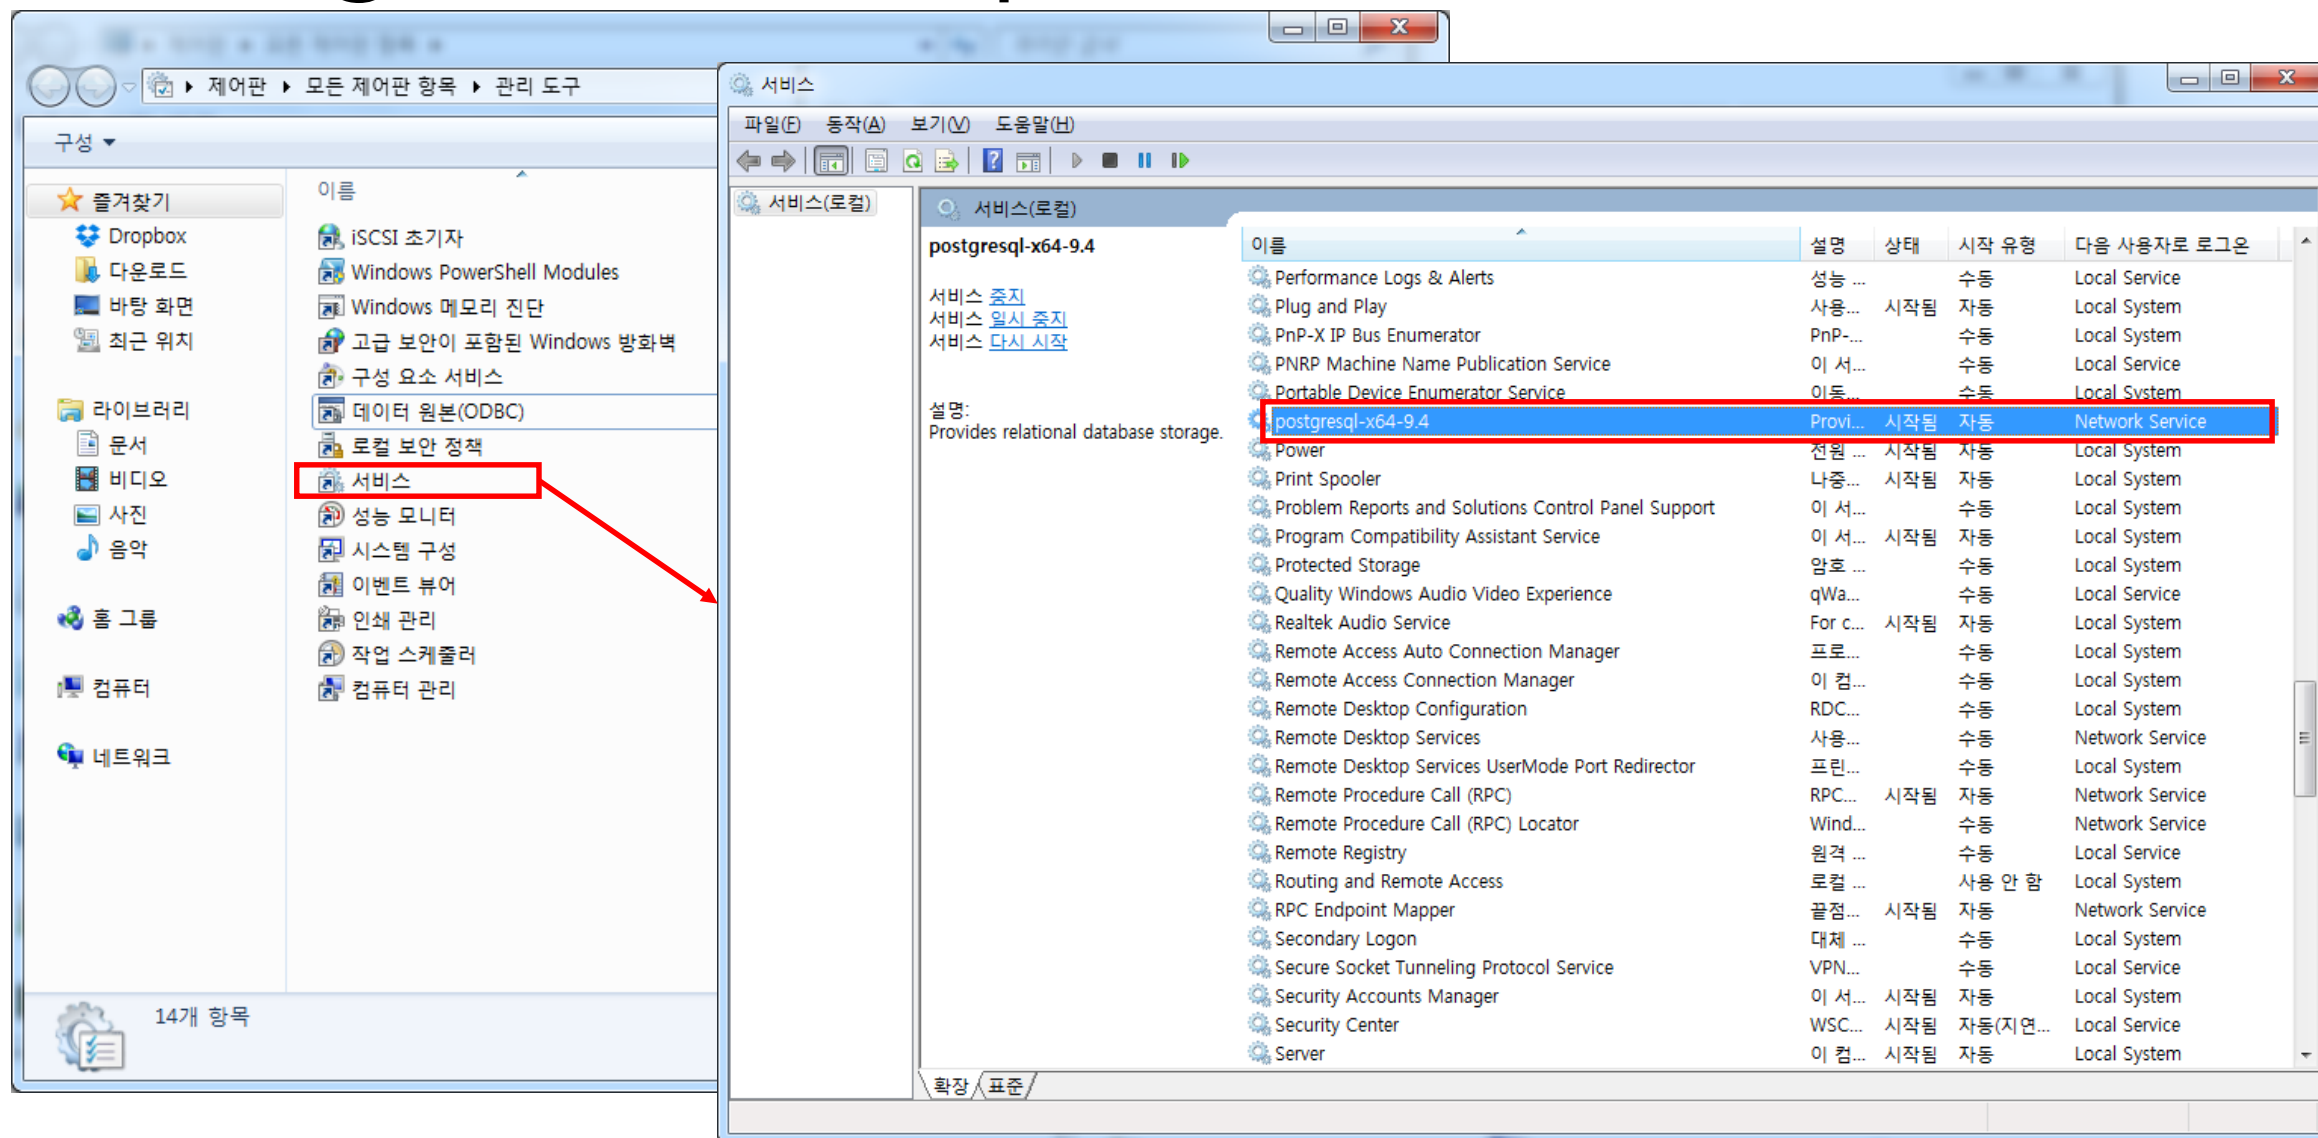 제어판 ▸ 모든 제어판 항목 ▸ 관리 도구
구성
즐겨찾기
Dropbox
다운로드
바탕 화면
최근 위치
라이브러리
문서
비디오
사진
음악
홈 그룹
컴퓨터
네트워크
이름
iSCSI 초기자
Windows PowerShell Modules
Windows 메모리 진단
고급 보안이 포함된 Windows 방화벽
구성 요소 서비스
데이터 원본(ODBC)
로컬 보안 정책
서비스
성능 모니터
시스템 구성
이벤트 뷰어
인쇄 관리
작업 스케줄러
컴퓨터 관리
14개 항목
서비스
파일(F) 동작(A) 보기(V) 도움말(H)
서비스(로컬)
서비스(로컬)
postgresql-x64-9.4
서비스 중지
서비스 일시 중지
서비스 다시 시작
설명:
Provides relational database storage.
이름 설명 상태 시작 유형 다음 사용자로 로그온
Performance Logs & Alerts 성능 ... 수동 Local Service
Plug and Play 사용... 시작됨 자동 Local System
PnP-X IP Bus Enumerator PnP-... 수동 Local System
PNRP Machine Name Publication Service 이 서... 수동 Local Service
Portable Device Enumerator Service 이동... 수동 Local System
postgresql-x64-9.4 Provi... 시작됨 자동 Network Service
Power 전원 ... 시작됨 자동 Local System
Print Spooler 나중... 시작됨 자동 Local System
Problem Reports and Solutions Control Panel Support 이 서... 수동 Local System
Program Compatibility Assistant Service 이 서... 시작됨 자동 Local System
Protected Storage 암호 ... 수동 Local System
Quality Windows Audio Video Experience qWa... 수동 Local Service
Realtek Audio Service For c... 시작됨 자동 Local System
Remote Access Auto Connection Manager 프로... 수동 Local System
Remote Access Connection Manager 이 컴... 수동 Local System
Remote Desktop Configuration RDC... 수동 Local System
Remote Desktop Services 사용... 수동 Network Service
Remote Desktop Services UserMode Port Redirector 프린... 수동 Local System
Remote Procedure Call (RPC) RPC... 시작됨 자동 Network Service
Remote Procedure Call (RPC) Locator Wind... 수동 Network Service
Remote Registry 원격 ... 수동 Local Service
Routing and Remote Access 로컬 ... 사용 안 함 Local System
RPC Endpoint Mapper 끝점... 시작됨 자동 Network Service
Secondary Logon 대체 ... 수동 Local System
Secure Socket Tunneling Protocol Service VPN... 수동 Local Service
Security Accounts Manager 이 서... 시작됨 자동 Local System
Security Center WSC... 시작됨 자동(지연... Local Service
Server 이 컴... 시작됨 자동 Local System
확장 표준